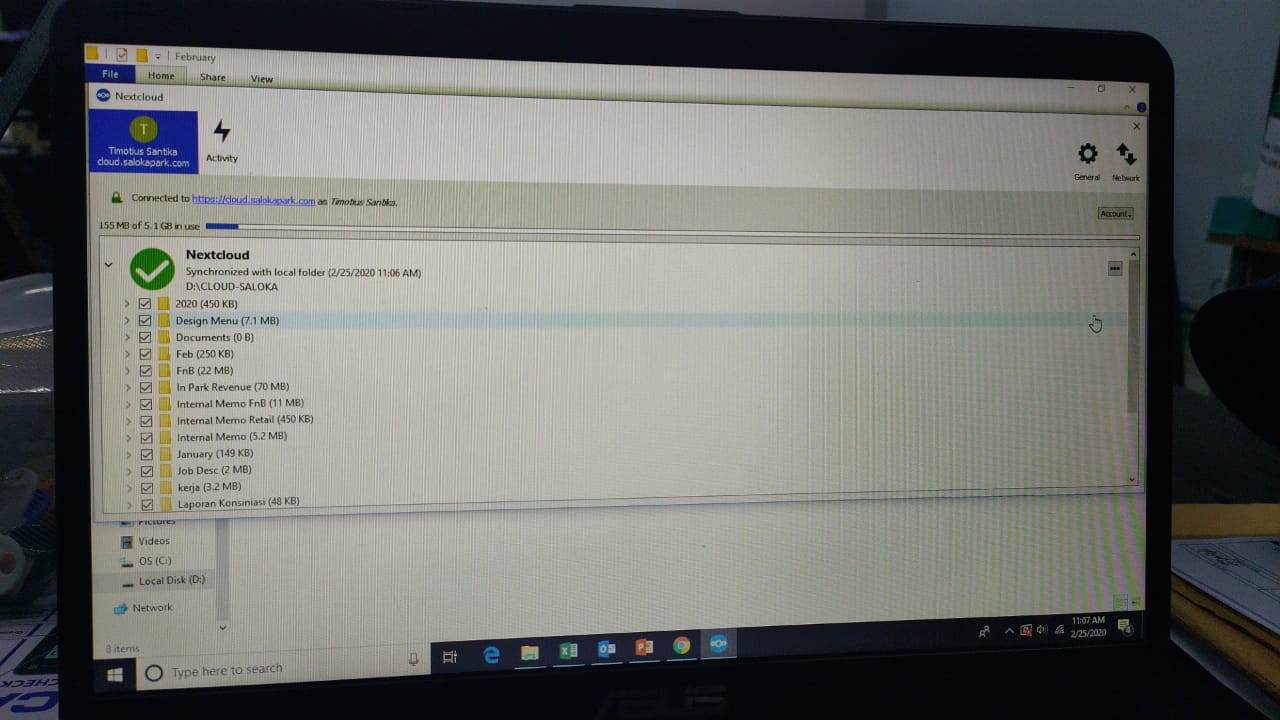 February
File Home Share View
Nextcloud
T
Timotius Santika
cloud.salokapark.com
Activity
General
Network
Connected to https://cloud.salokapark.com as Timotius Santika.
Account
155 MB of 5.1 GB in use
Nextcloud
Synchronized with local folder (2/25/2020 11:06 AM)
D:\CLOUD-SALOKA
2020 (450 KB)
Design Menu (7.1 MB)
Documents (0 B)
Feb (250 KB)
FnB (22 MB)
In Park Revenue (70 MB)
Internal Memo FnB (11 MB)
Internal Memo Retail (450 KB)
Internal Memo (5.2 MB)
January (149 KB)
Job Desc (2 MB)
kerja (3.2 MB)
Laporan Konsiniasi (48 KB)
Pictures
Videos
OS (C:)
Local Disk (D:)
Network
8 items
Type here to search
11:07 AM
2/25/2020
4
ASUS